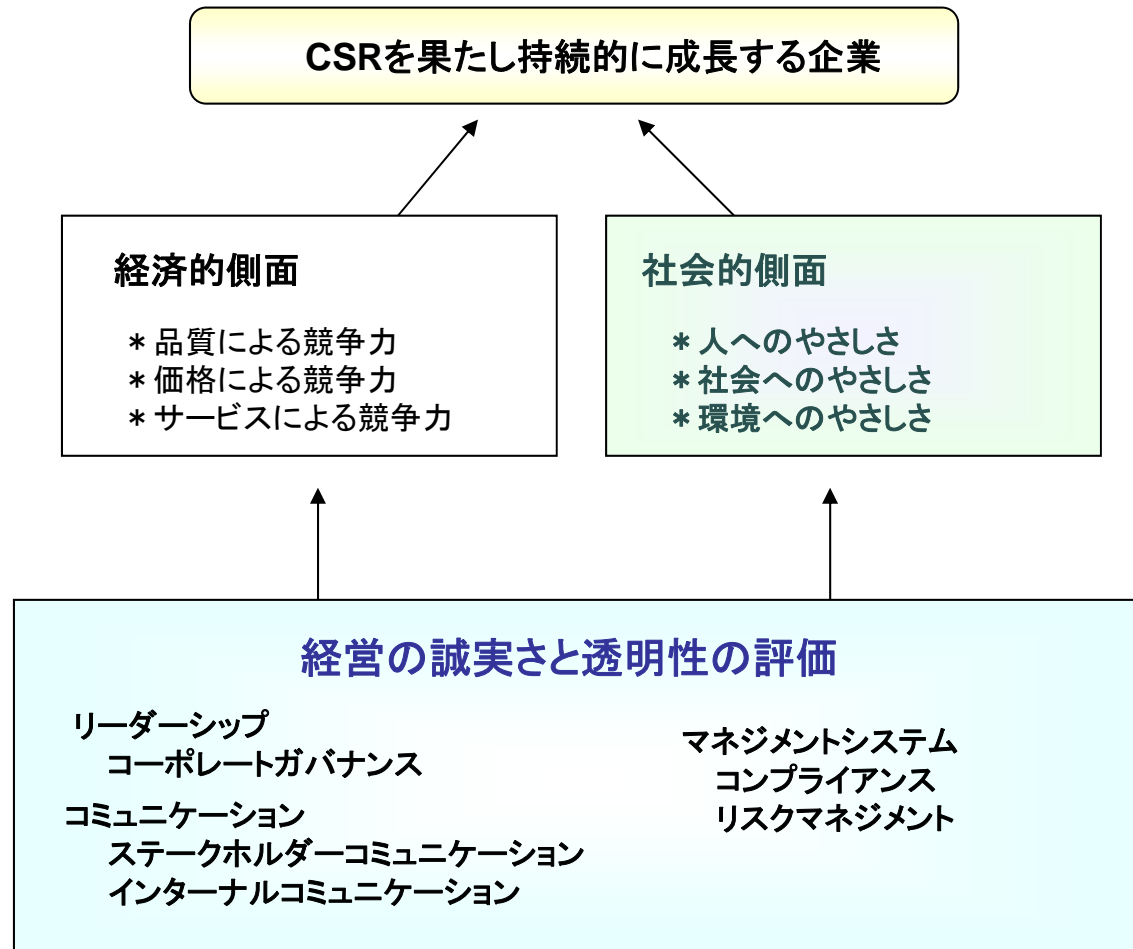 CSRを果たし持続的に成長する企業
経済的側面
＊品質による競争力
＊価格による競争力
＊サービスによる競争力
社会的側面
＊人へのやさしさ
＊社会へのやさしさ
＊環境へのやさしさ
経営の誠実さと透明性の評価
リーダーシップ
コーポレートガバナンス
コミュニケーション
ステークホルダーコミュニケーション
インターナルコミュニケーション
マネジメントシステム
コンプライアンス
リスクマネジメント